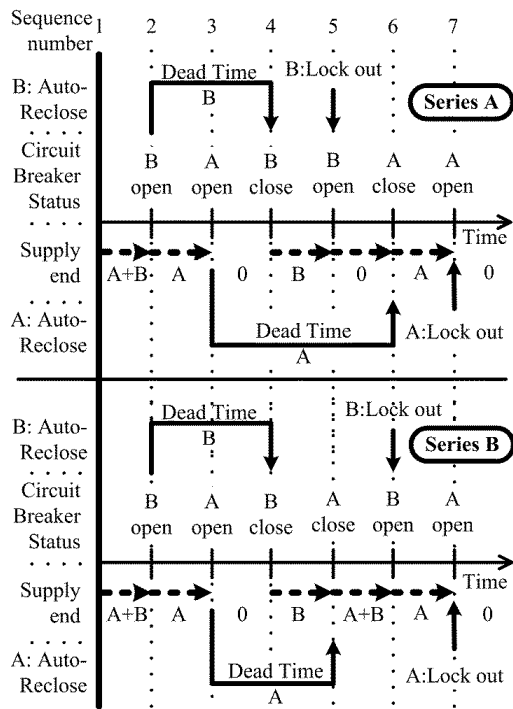 Sequence number 1 2 3 4 5 6 7
B: Auto-
Reclose
Dead Time
B
B:Lock out
Series A
Circuit
Breaker
Status
B open
A open
B close
B open
A close
A open
Time
Supply
end
A+B A 0 B 0 A 0
A: Auto-
Reclose
Dead Time
A
A:Lock out
B: Auto-
Reclose
Dead Time
B
B:Lock out
Series B
Circuit
Breaker
Status
B open
A open
B close
A close
B open
A open
Time
Supply
end
A+B A 0 B A+B A 0
A: Auto-
Reclose
Dead Time
A
A:Lock out